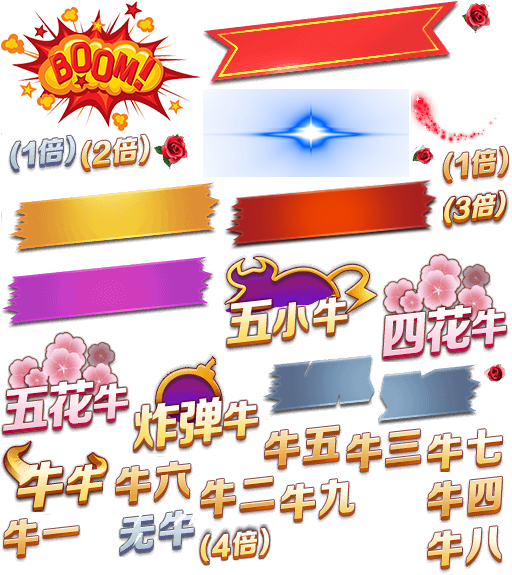 BOOM!
(1倍)
(2倍)
(1倍)
(3倍)
五小牛
四花牛
五花牛
炸弹牛
牛五
牛三
牛七
牛牛
牛六
牛二
牛九
牛四
牛一
无牛
(4倍)
牛八